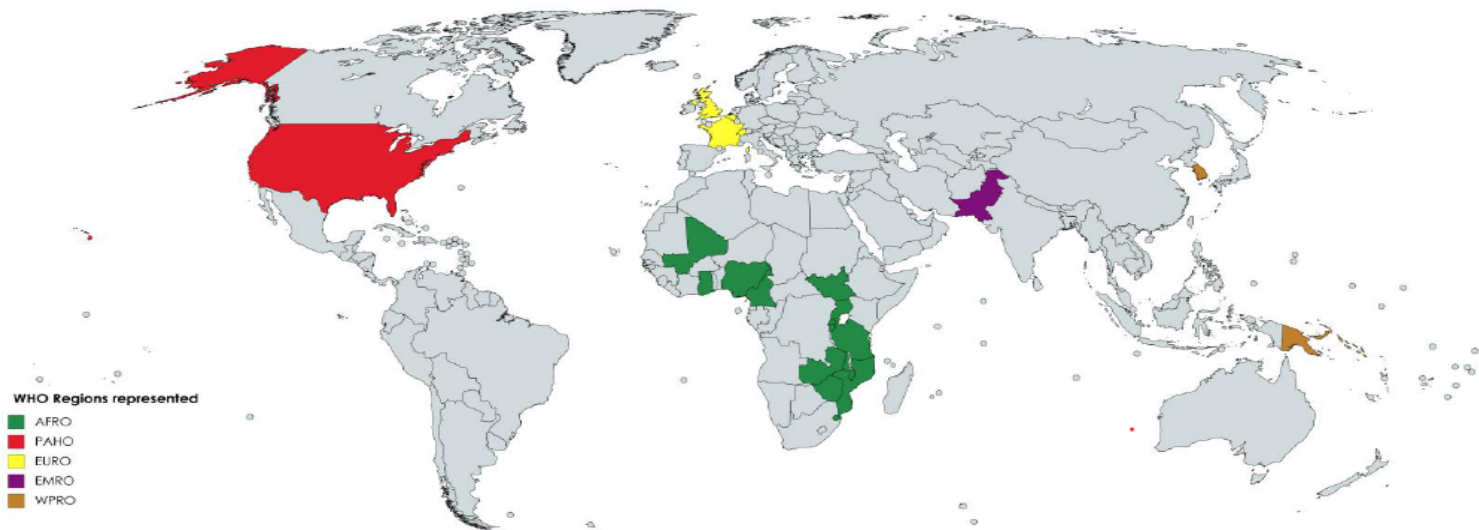 WHO Regions represented
AFRO
PAHO
EURO
EMRO
WPRO